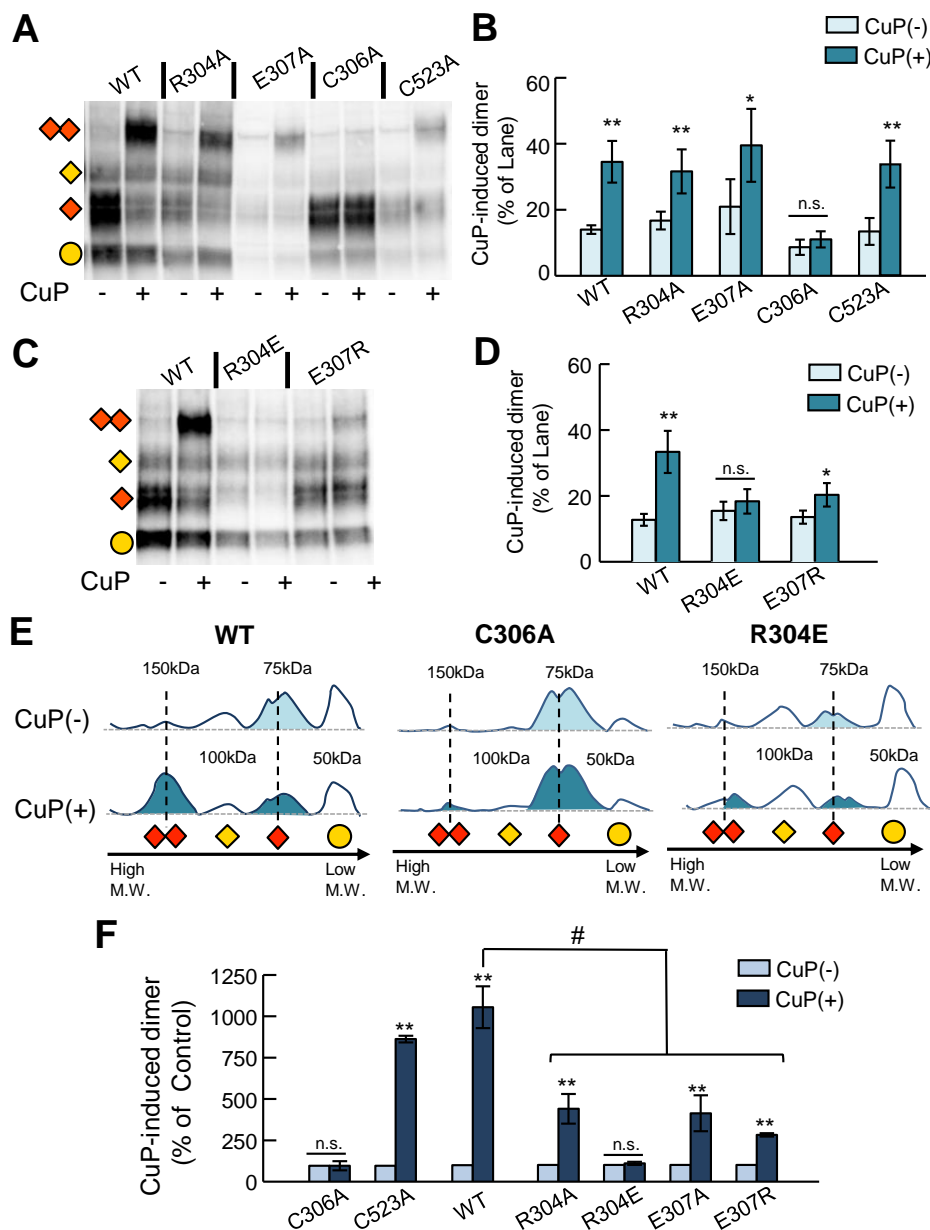 A
WT
R304A
E307A
C306A
C523A
CuP
- + - + - + - + - +
B
CuP(-)
CuP(+)
CuP-induced dimer
(% of Lane)
60
40
20
0
**
**
*
n.s.
**
WT
R304A
E307A
C306A
C523A
C
WT
R304E
E307R
CuP
- + - + - +
D
CuP(-)
CuP(+)
CuP-induced dimer
(% of Lane)
60
40
20
0
**
n.s.
*
WT
R304E
E307R
E
WT
C306A
R304E
150kDa 75kDa
150kDa 75kDa
150kDa 75kDa
CuP(-)
100kDa 50kDa
100kDa 50kDa
100kDa 50kDa
CuP(+)
High Low
M.W. M.W.
High Low
M.W. M.W.
High Low
M.W. M.W.
F
#
CuP(-)
CuP(+)
CuP-induced dimer
(% of Control)
1250
1000
750
500
250
0
n.s.
**
**
**
n.s.
**
**
C306A
C523A
WT
R304A
R304E
E307A
E307R